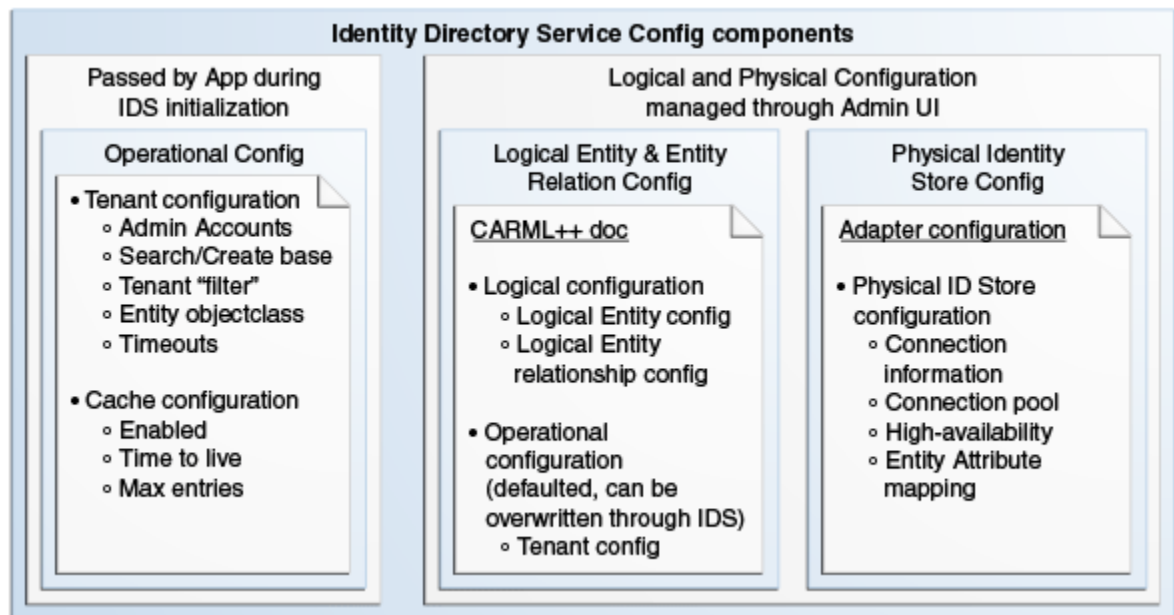 Identity Directory Service Config components
Passed by App during
IDS initialization
Operational Config
• Tenant configuration
∘ Admin Accounts
∘ Search/Create base
∘ Tenant “filter”
∘ Entity objectclass
∘ Timeouts
• Cache configuration
∘ Enabled
∘ Time to live
∘ Max entries
Logical and Physical Configuration
managed through Admin UI
Logical Entity & Entity
Relation Config
CARML++ doc
• Logical configuration
∘ Logical Entity config
∘ Logical Entity
relationship config
• Operational
configuration
(defaulted, can be
overwritten through IDS)
∘ Tenant config
Physical Identity
Store Config
Adapter configuration
• Physical ID Store
configuration
∘ Connection
information
∘ Connection pool
∘ High-availability
∘ Entity Attribute
mapping